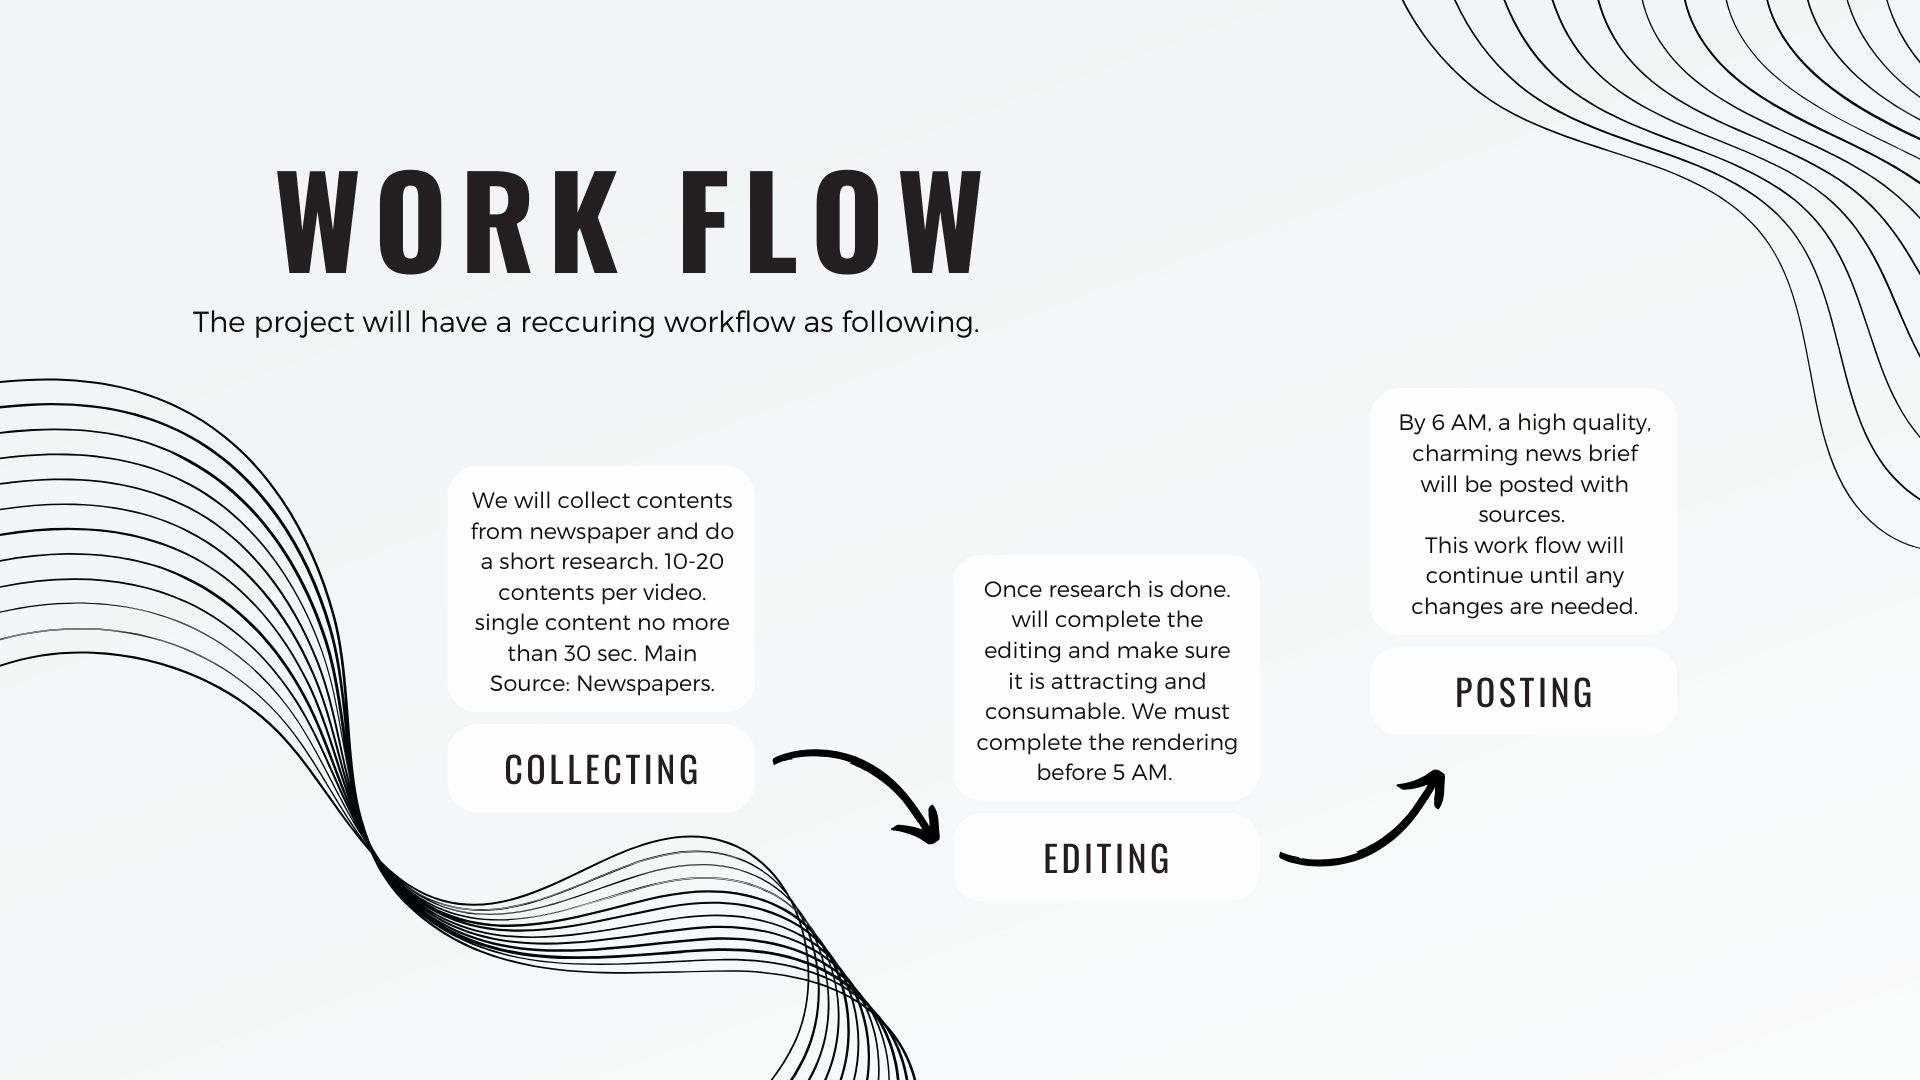 WORK FLOW
The project will have a reccuring workflow as following.
We will collect contents
from newspaper and do
a short research. 10-20
contents per video.
single content no more
than 30 sec. Main
Source: Newspapers.
COLLECTING
Once research is done.
will complete the
editing and make sure
it is attracting and
consumable. We must
complete the rendering
before 5 AM.
EDITING
By 6 AM, a high quality,
charming news brief
will be posted with
sources.
This work flow will
continue until any
changes are needed.
POSTING